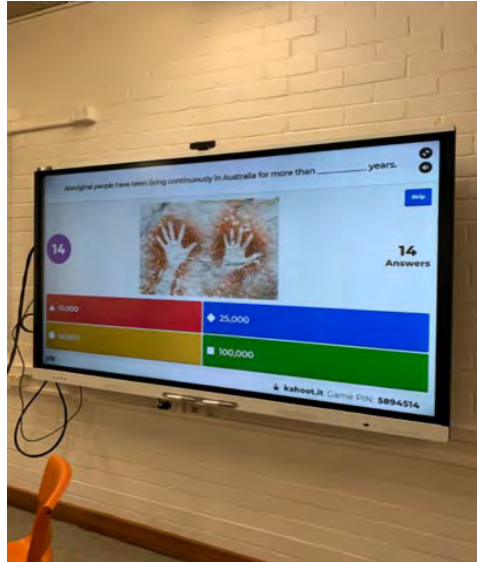 Aboriginal people have been living continuously in Australia for more than ________ years.
Skip
14
14
Answers
10,000
25,000
100,000
kahoot.it Game PIN: 5894514